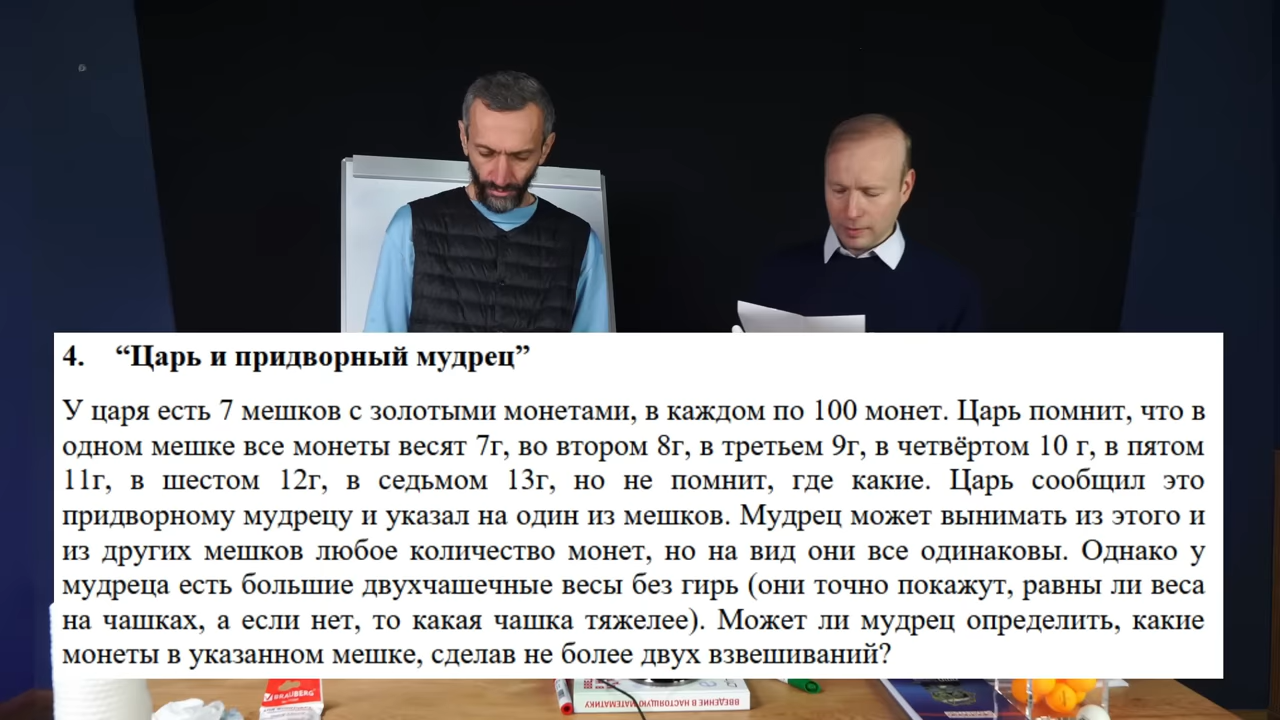 4. “Царь и придворный мудрец”
У царя есть 7 мешков с золотыми монетами, в каждом по 100 монет. Царь помнит, что в
одном мешке все монеты весят 7г, во втором 8г, в третьем 9г, в четвёртом 10 г, в пятом
11г, в шестом 12г, в седьмом 13г, но не помнит, где какие. Царь сообщил это
придворному мудрецу и указал на один из мешков. Мудрец может вынимать из этого и
из других мешков любое количество монет, но на вид они все одинаковы. Однако у
мудреца есть большие двухчашечные весы без гирь (они точно покажут, равны ли веса
на чашках, а если нет, то какая чашка тяжелее). Может ли мудрец определить, какие
монеты в указанном мешке, сделав не более двух взвешиваний?
BRAUBERG
ВВЕДЕНИЕ В НАСТОЯЩУЮ МАТЕМАТИКУ